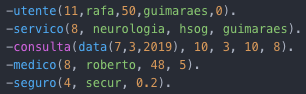 -utente(11,rafa,50,guimaraes,0).
-servico(8, neurologia, hsog, guimaraes).
-consulta(data(7,3,2019), 10, 3, 10, 8).
-medico(8, roberto, 48, 5).
-seguro(4, secur, 0.2).